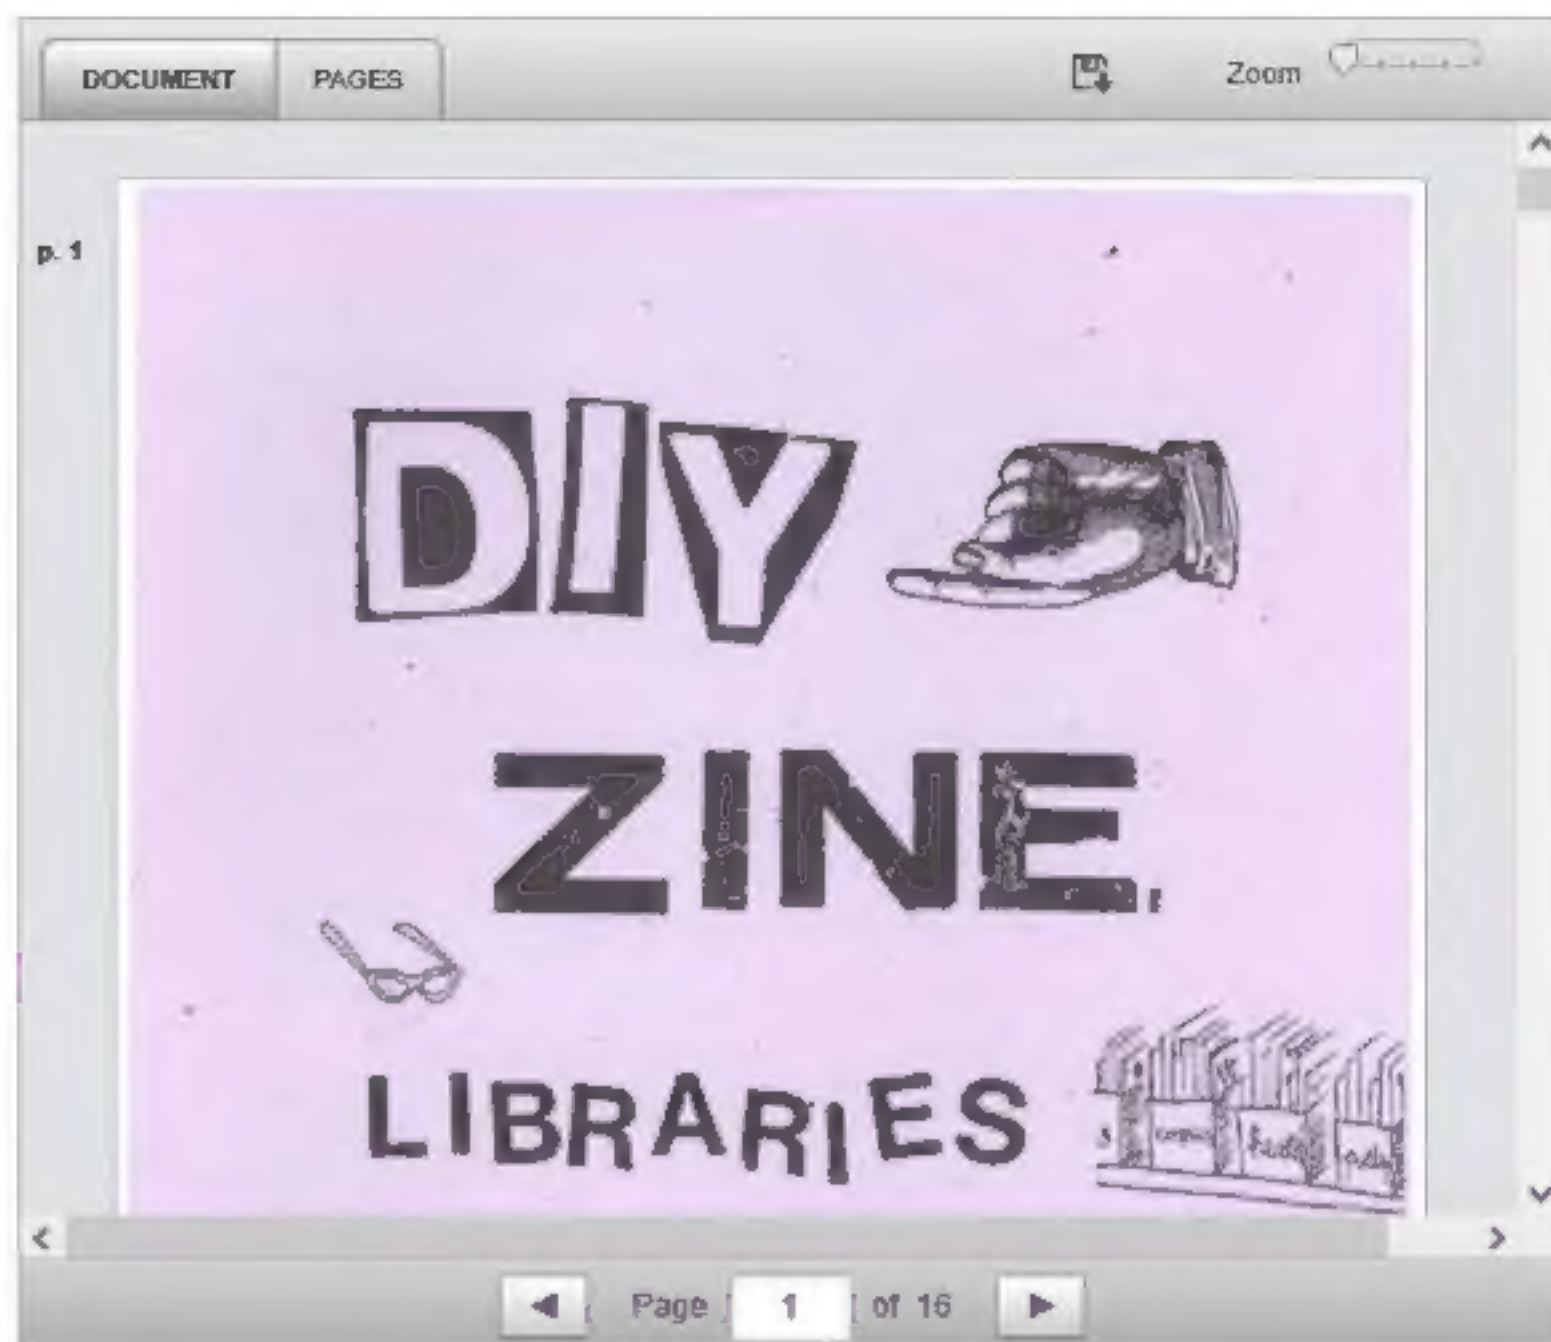 DOCUMENT PAGES Zoom
p. 1
DIY
ZINE
LIBRARIES
Page 1 of 16